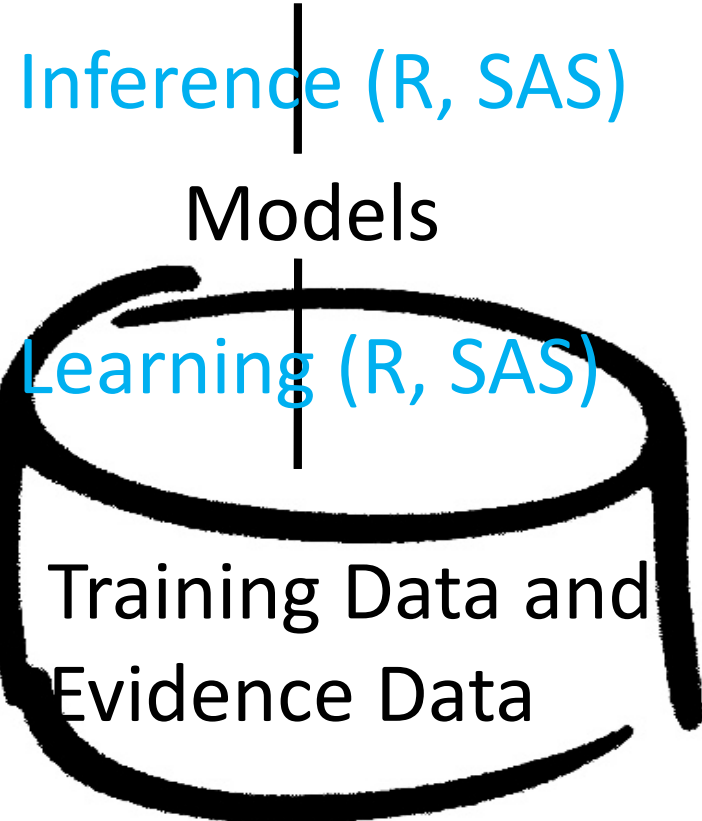 Inference (R, SAS)
Models
Learning (R, SAS)
Training Data and
Evidence Data